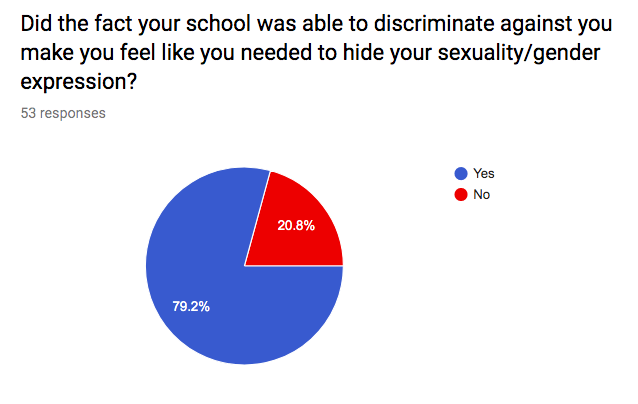 Did the fact your school was able to discriminate against you
make you feel like you needed to hide your sexuality/gender
expression?
53 responses
Yes
No
20.8%
79.2%